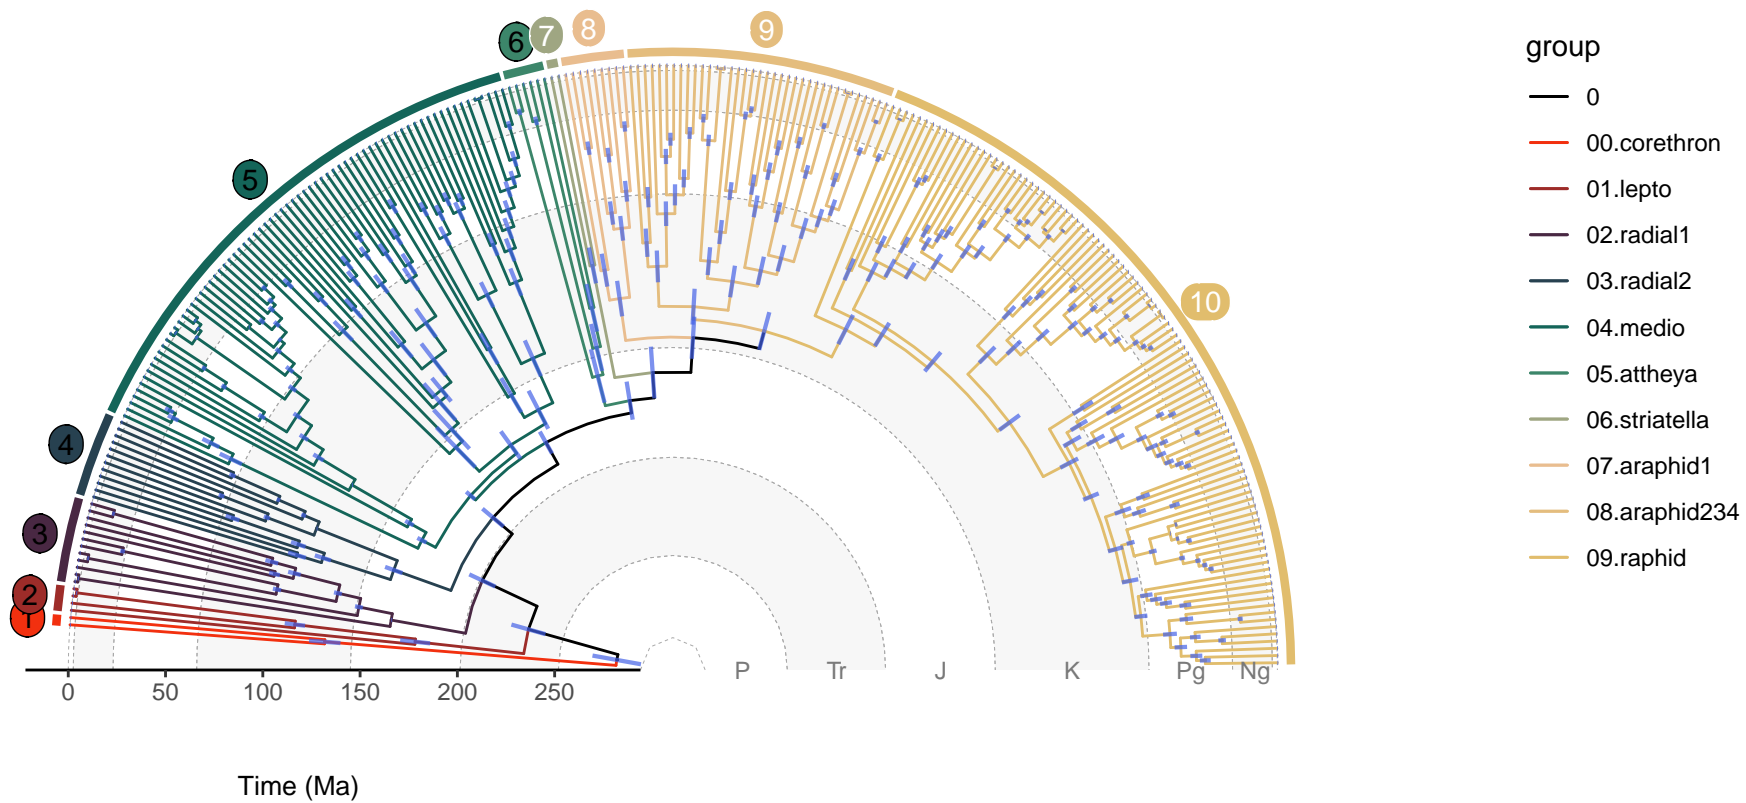 6
7
8
9
5
10
4
3
2
1
P
Tr
J
K
Pg
Ng
0
50
100
150
200
250
Time (Ma)
group
0
00.corethron
01.lepto
02.radial1
03.radial2
04.medio
05.attheya
06.striatella
07.araphid1
08.araphid234
09.raphid